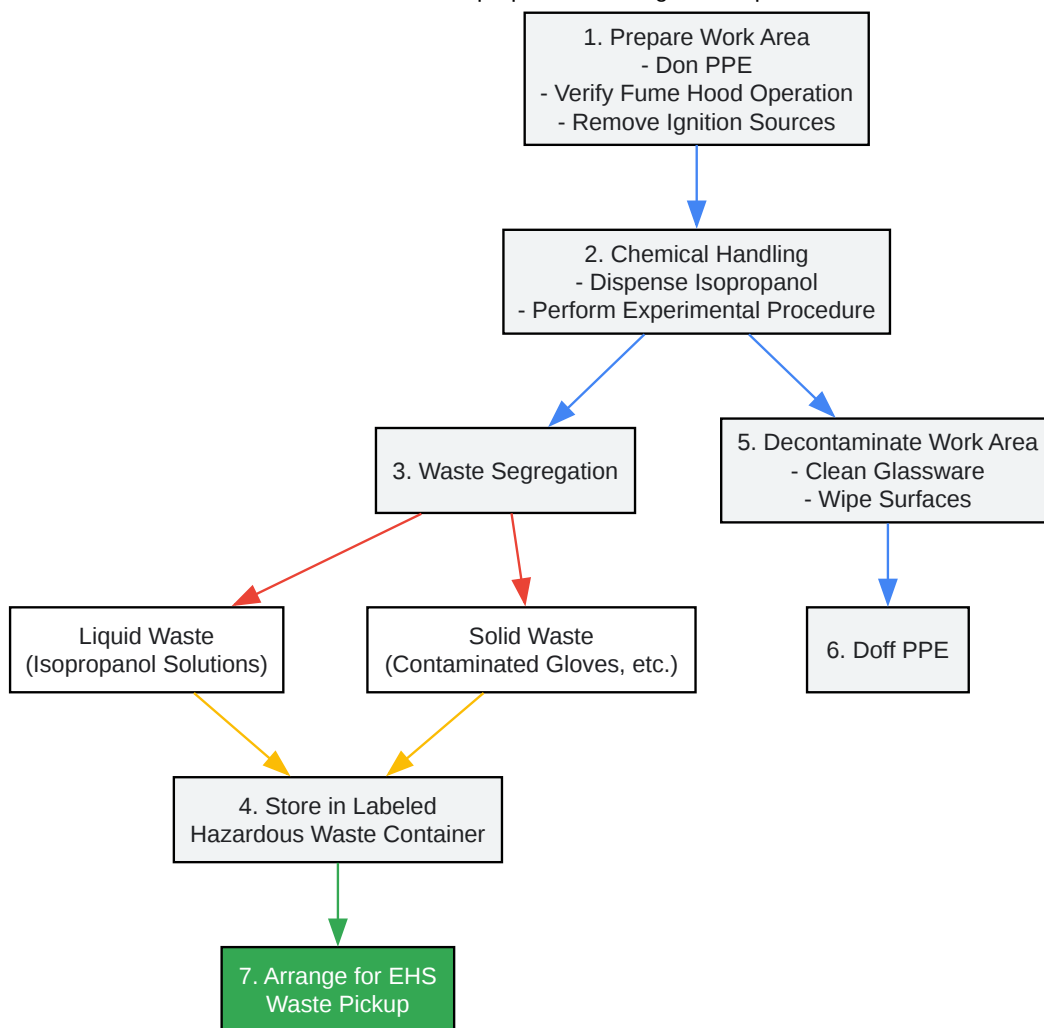 1. Prepare Work Area
- Don PPE
- Verify Fume Hood Operation
- Remove Ignition Sources
2. Chemical Handling
- Dispense Isopropanol
- Perform Experimental Procedure
3. Waste Segregation
5. Decontaminate Work Area
- Clean Glassware
- Wipe Surfaces
Liquid Waste
(Isopropanol Solutions)
Solid Waste
(Contaminated Gloves, etc.)
6. Doff PPE
4. Store in Labeled
Hazardous Waste Container
7. Arrange for EHS
Waste Pickup